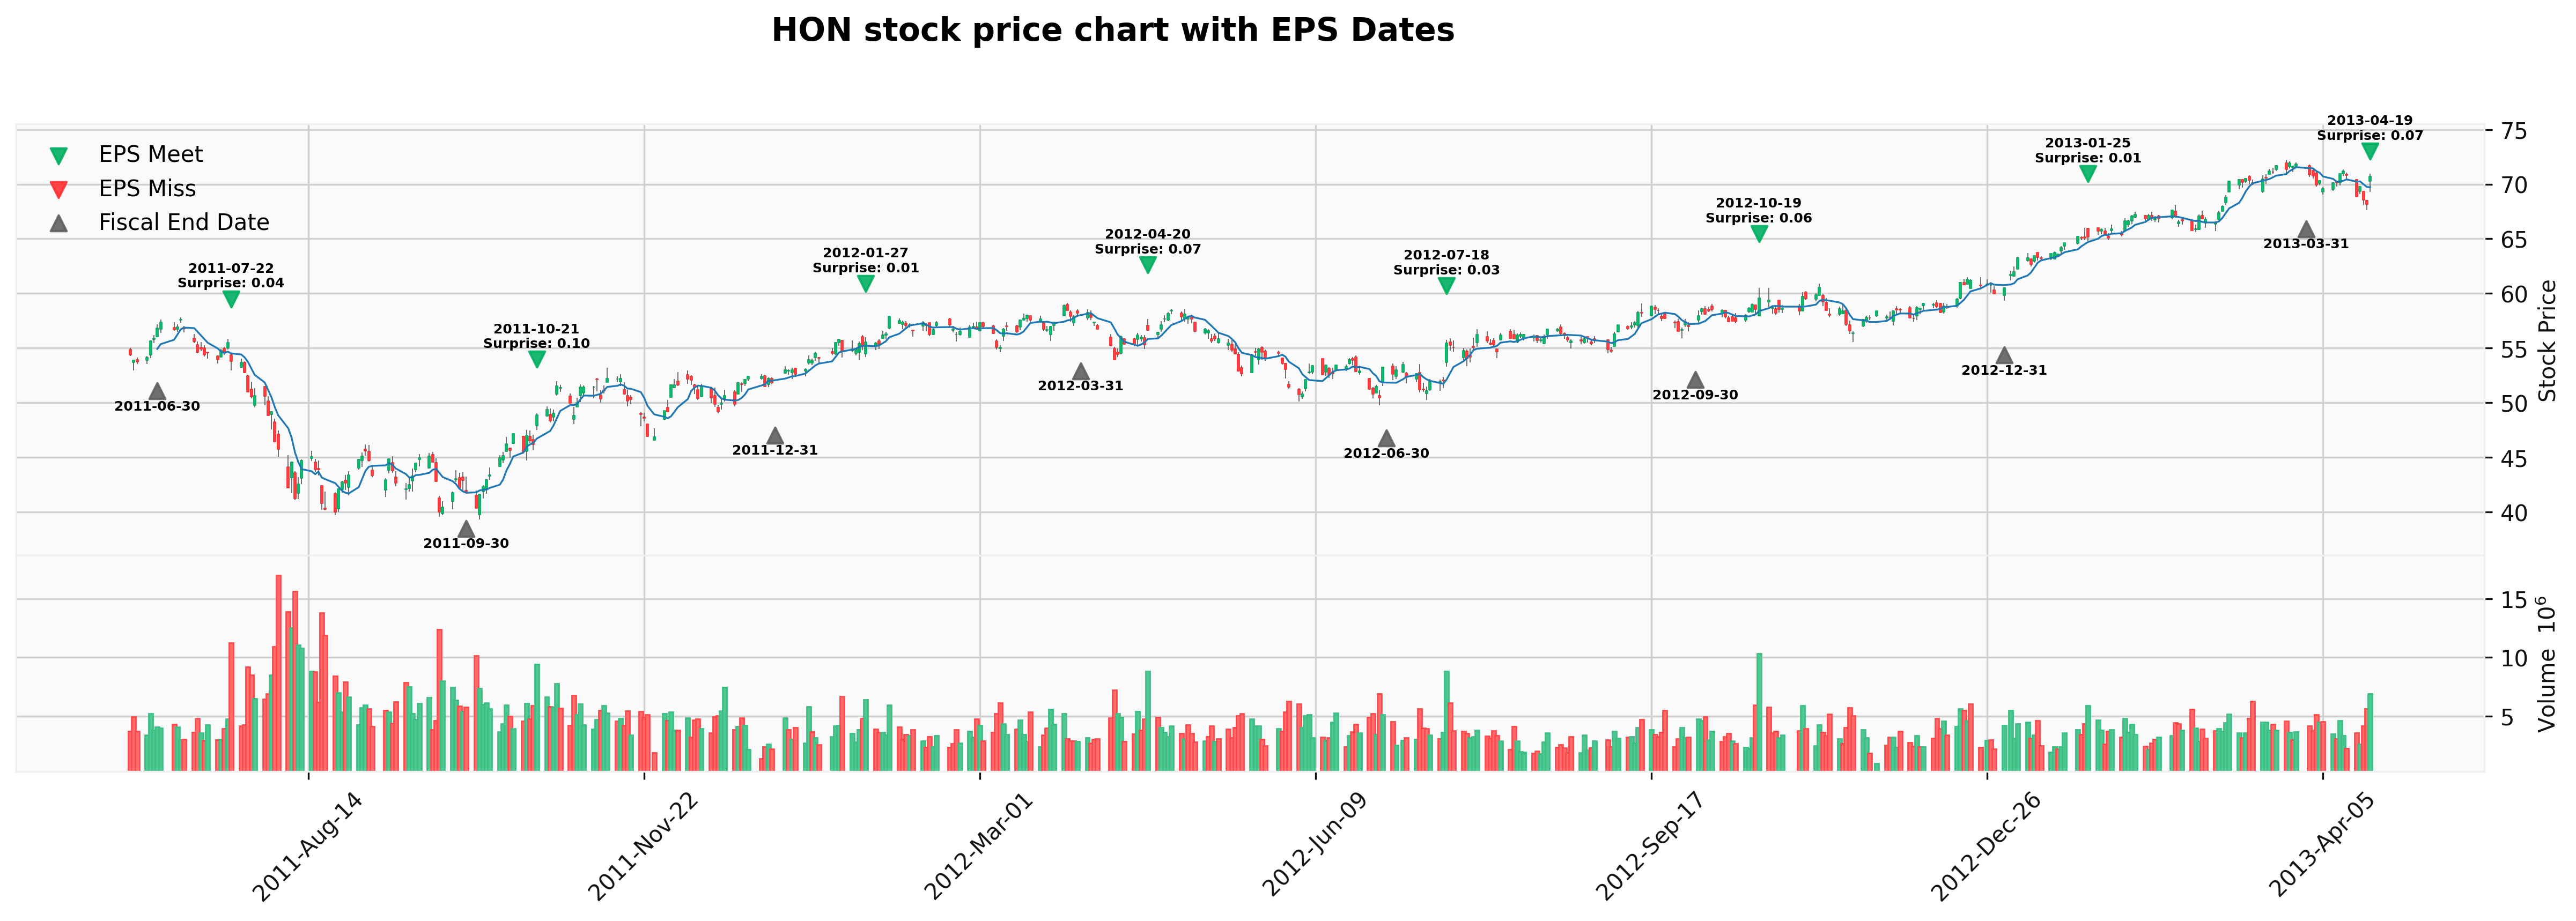 HON stock price chart with EPS Dates
EPS Meet
EPS Miss
Fiscal End Date
2011-07-22
Surprise: 0.04
2011-10-21
Surprise: 0.10
2012-01-27
Surprise: 0.01
2012-04-20
Surprise: 0.07
2012-07-18
Surprise: 0.03
2012-10-19
Surprise: 0.06
2013-01-25
Surprise: 0.01
2013-04-19
Surprise: 0.07
2011-06-30
2011-09-30
2011-12-31
2012-03-31
2012-06-30
2012-09-30
2012-12-31
2013-03-31
75
70
65
60
55
50
45
40
Stock Price
15
10
5
Volume 10⁶
2011-Aug-14
2011-Nov-22
2012-Mar-01
2012-Jun-09
2012-Sep-17
2012-Dec-26
2013-Apr-05